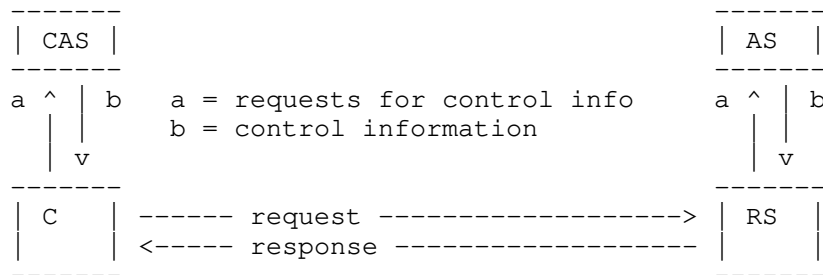 -------                                         -------
| CAS |                                         | AS  |
-------                                         -------
a ^ | b   a = requests for control info         a ^ | b
  | |     b = control information                 | |
  | v                                             | v
-------                                         -------
| C   | ------ request --------------------> | RS  |
|     | <----- response -------------------- |     |
-------                                         -------